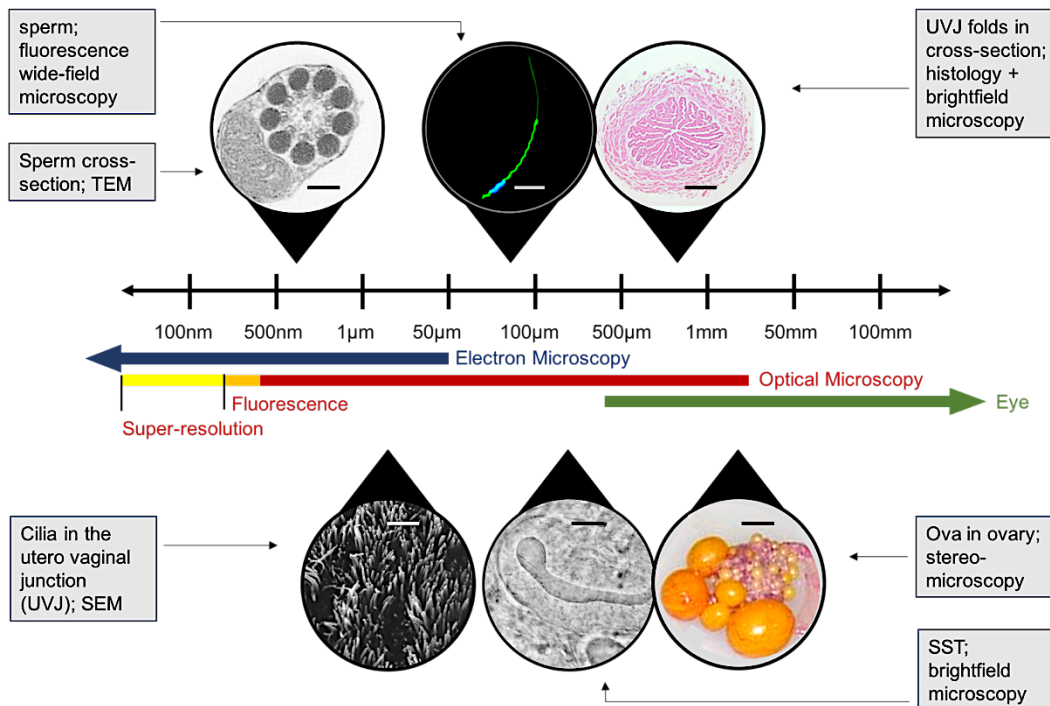 sperm;
fluorescence
wide-field
microscopy
UVJ folds in
cross-section;
histology +
brightfield
microscopy
Sperm cross-
section; TEM
100nm 500nm 1µm 50µm 100µm 500µm 1mm 50mm 100mm
Electron Microscopy
Optical Microscopy
Fluorescence
Eye
Super-resolution
Cilia in the
utero vaginal
junction
(UVJ); SEM
Ova in ovary;
stereo-
microscopy
SST;
brightfield
microscopy